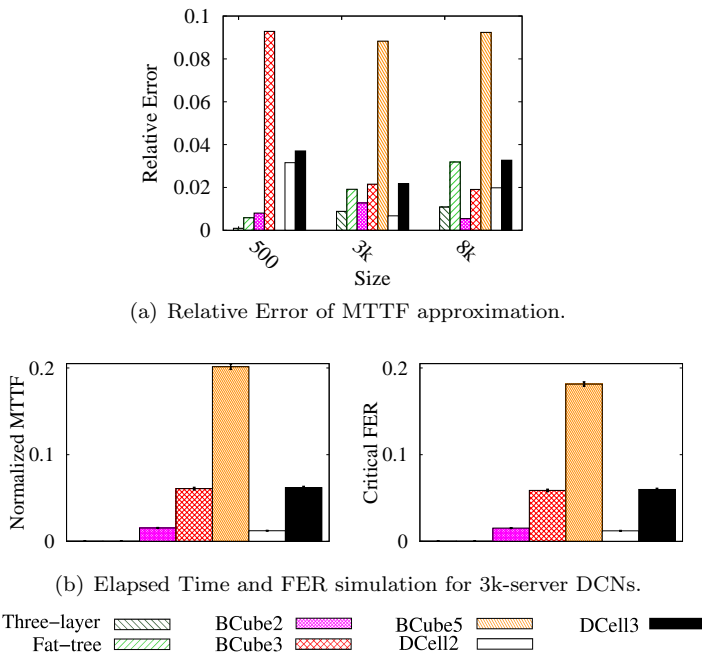 0.1
0.08
0.06
0.04
0.02
0
Relative Error
500
3k
8k
Size
(a) Relative Error of MTTF approximation.
0.2
0.1
0
Normalized MTTF
0.2
0.1
0
Critical FER
(b) Elapsed Time and FER simulation for 3k-server DCNs.
Three−layer
BCube2
BCube5
DCell3
Fat−tree
BCube3
DCell2